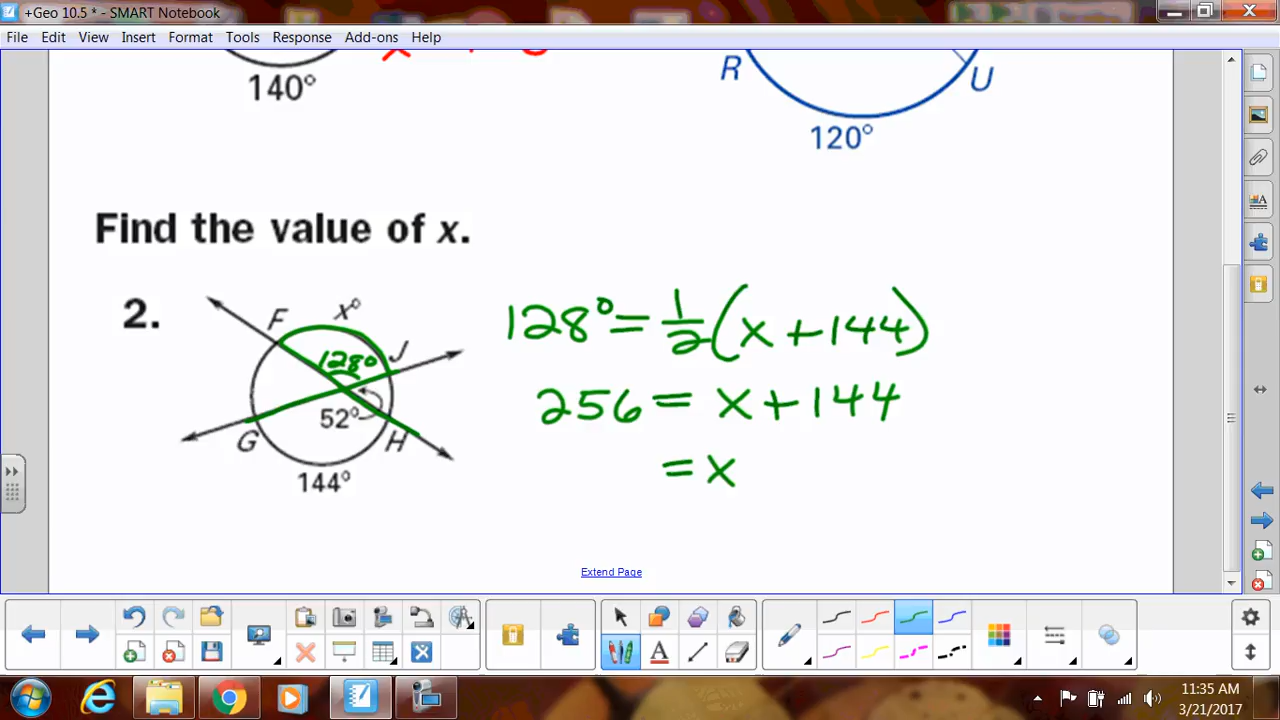 +Geo 10.5 * - SMART Notebook
File Edit View Insert Format Tools Response Add-ons Help
140°
R
U
120°
Find the value of x.
2.
F
x°
J
128°
52°
G
H
144°
128° = 1/2 (x + 144)
256 = x + 144
= x
Extend Page
A
11:35 AM
3/21/2017